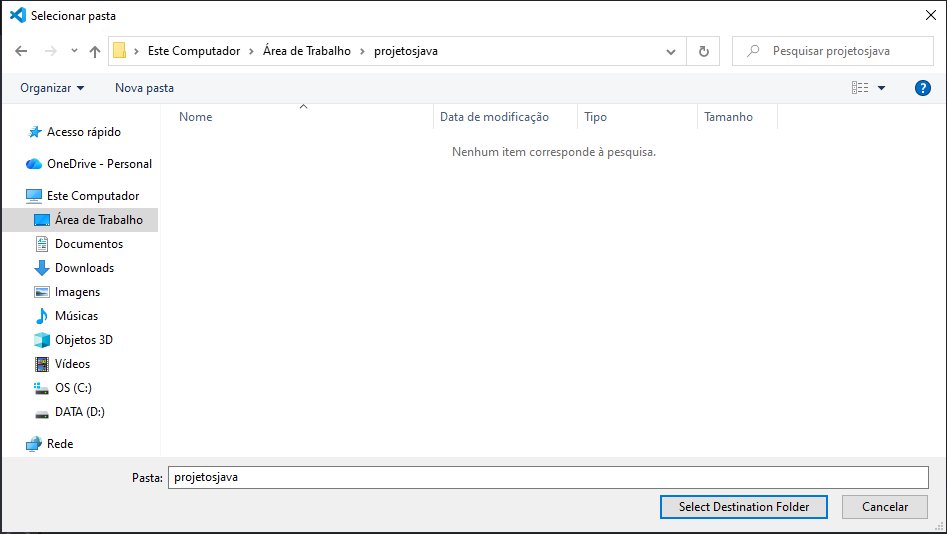 Selecionar pasta
Este Computador > Área de Trabalho > projetosjava
Pesquisar projetosjava
Organizar
Nova pasta
Nome
Data de modificação
Tipo
Tamanho
Nenhum item corresponde à pesquisa.
Acesso rápido
OneDrive - Personal
Este Computador
Área de Trabalho
Documentos
Downloads
Imagens
Músicas
Objetos 3D
Vídeos
OS (C:)
DATA (D:)
Rede
Pasta: projetosjava
Select Destination Folder
Cancelar